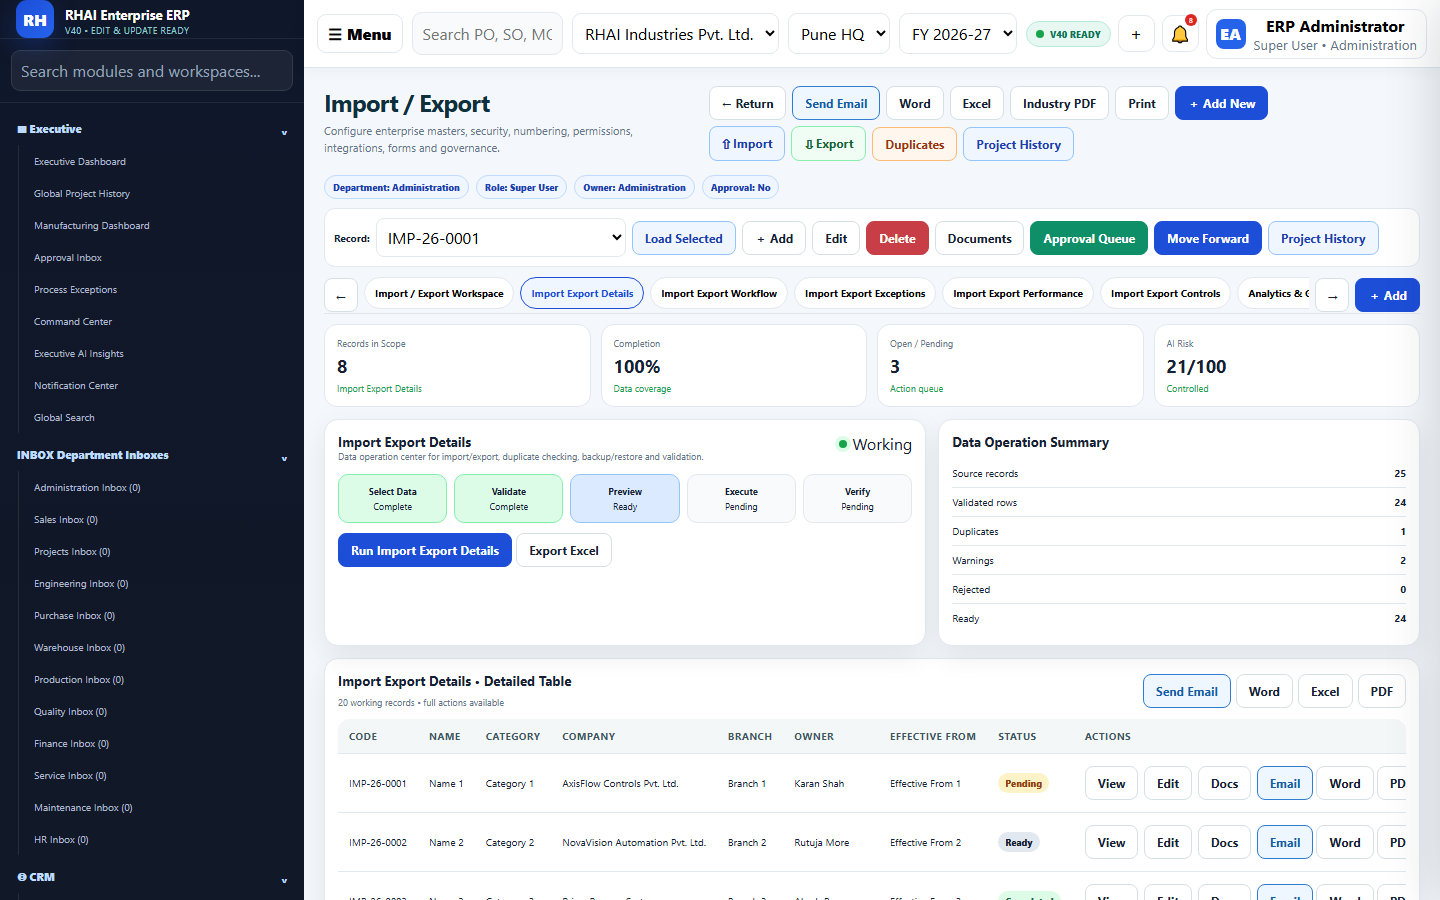 RH
RHAI Enterprise ERP
V40 • EDIT & UPDATE READY
Search modules and workspaces...
Executive
Executive Dashboard
Global Project History
Manufacturing Dashboard
Approval Inbox
Process Exceptions
Command Center
Executive AI Insights
Notification Center
Global Search
INBOX Department Inboxes
Administration Inbox (0)
Sales Inbox (0)
Projects Inbox (0)
Engineering Inbox (0)
Purchase Inbox (0)
Warehouse Inbox (0)
Production Inbox (0)
Quality Inbox (0)
Finance Inbox (0)
Service Inbox (0)
Maintenance Inbox (0)
HR Inbox (0)
CRM
☰ Menu
Search PO, SO, MO
RHAI Industries Pvt. Ltd.
Pune HQ
FY 2026-27
V40 READY
+
8
EA
ERP Administrator
Super User • Administration
Import / Export
Configure enterprise masters, security, numbering, permissions,
integrations, forms and governance.
← Return
Send Email
Word
Excel
Industry PDF
Print
+ Add New
⇧ Import
⇩ Export
Duplicates
Project History
Department: Administration
Role: Super User
Owner: Administration
Approval: No
Record:
IMP-26-0001
Load Selected
+ Add
Edit
Delete
Documents
Approval Queue
Move Forward
Project History
←
Import / Export Workspace
Import Export Details
Import Export Workflow
Import Export Exceptions
Import Export Performance
Import Export Controls
Analytics &
→
+ Add
Records in Scope
8
Import Export Details
Completion
100%
Data coverage
Open / Pending
3
Action queue
AI Risk
21/100
Controlled
Import Export Details
Data operation center for import/export, duplicate checking, backup/restore and validation.
Working
Select Data
Complete
Validate
Complete
Preview
Ready
Execute
Pending
Verify
Pending
Run Import Export Details
Export Excel
Data Operation Summary
Source records 25
Validated rows 24
Duplicates 1
Warnings 2
Rejected 0
Ready 24
Import Export Details • Detailed Table
20 working records • full actions available
Send Email
Word
Excel
PDF
CODE NAME CATEGORY COMPANY BRANCH OWNER EFFECTIVE FROM STATUS ACTIONS
IMP-26-0001 Name 1 Category 1 AxisFlow Controls Pvt. Ltd. Branch 1 Karan Shah Effective From 1 Pending View Edit Docs Email Word PD
IMP-26-0002 Name 2 Category 2 NovaVision Automation Pvt. Ltd. Branch 2 Rutuja More Effective From 2 Ready View Edit Docs Email Word PD